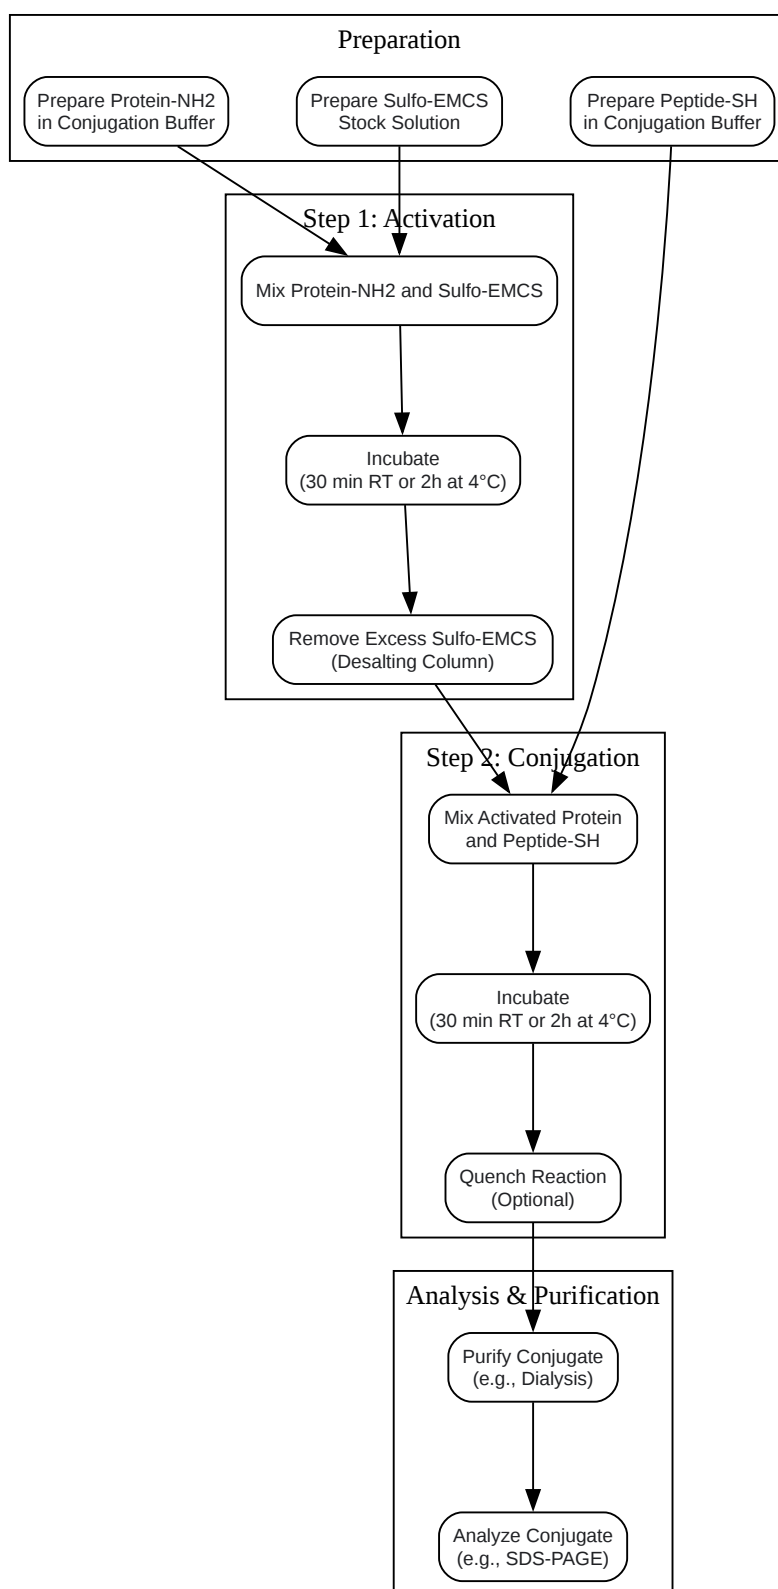 Preparation
Prepare Protein-NH2
in Conjugation Buffer
Prepare Sulfo-EMCS
Stock Solution
Prepare Peptide-SH
in Conjugation Buffer
Step 1: Activation
Mix Protein-NH2 and Sulfo-EMCS
Incubate
(30 min RT or 2h at 4°C)
Remove Excess Sulfo-EMCS
(Desalting Column)
Step 2: Conjugation
Mix Activated Protein
and Peptide-SH
Incubate
(30 min RT or 2h at 4°C)
Quench Reaction
(Optional)
Analysis & Purification
Purify Conjugate
(e.g., Dialysis)
Analyze Conjugate
(e.g., SDS-PAGE)